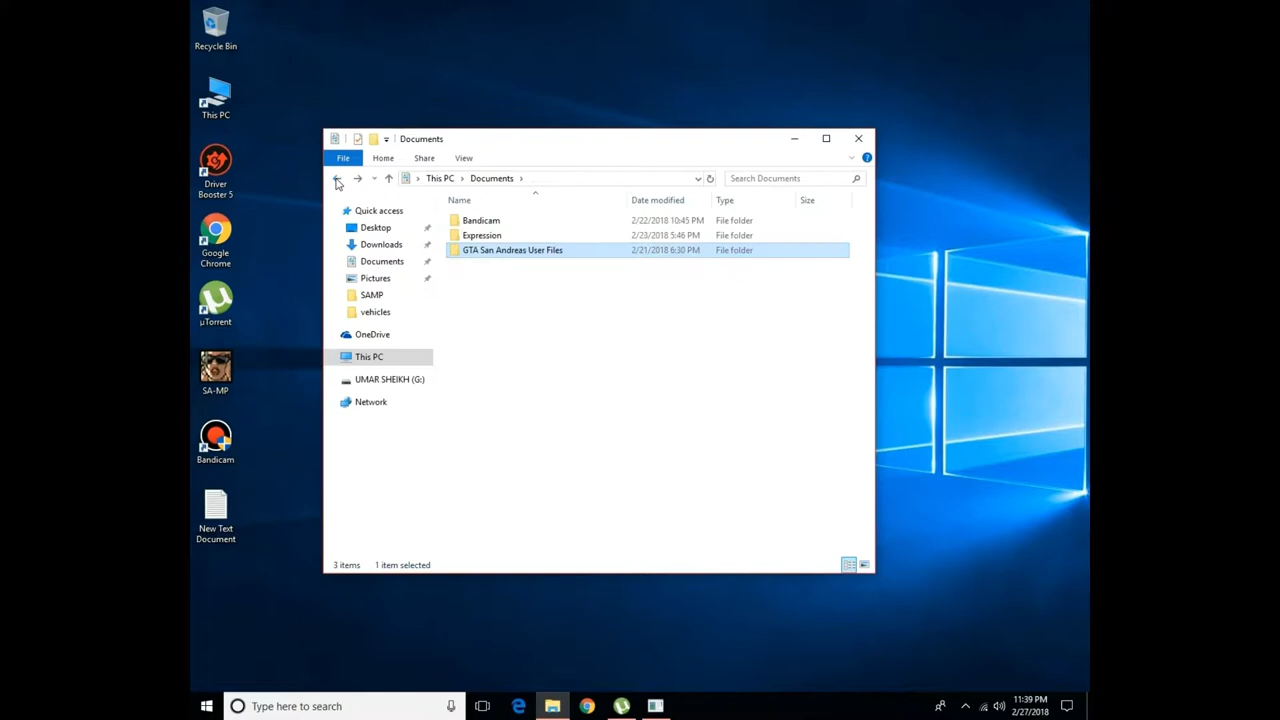 Recycle Bin
This PC
Driver
Booster 5
Google
Chrome
µTorrent
SA-MP
Bandicam
New Text
Document
Documents
File
Home
Share
View
This PC
Documents
Search Documents
Name
Date modified
Type
Size
Quick access
Desktop
Downloads
Documents
Pictures
SAMP
vehicles
OneDrive
This PC
UMAR SHEIKH (G:)
Network
Bandicam 2/22/2018 10:45 PM File folder
Expression 2/23/2018 5:46 PM File folder
GTA San Andreas User Files 2/21/2018 6:30 PM File folder
3 items 1 item selected
Type here to search
11:39 PM
2/27/2018